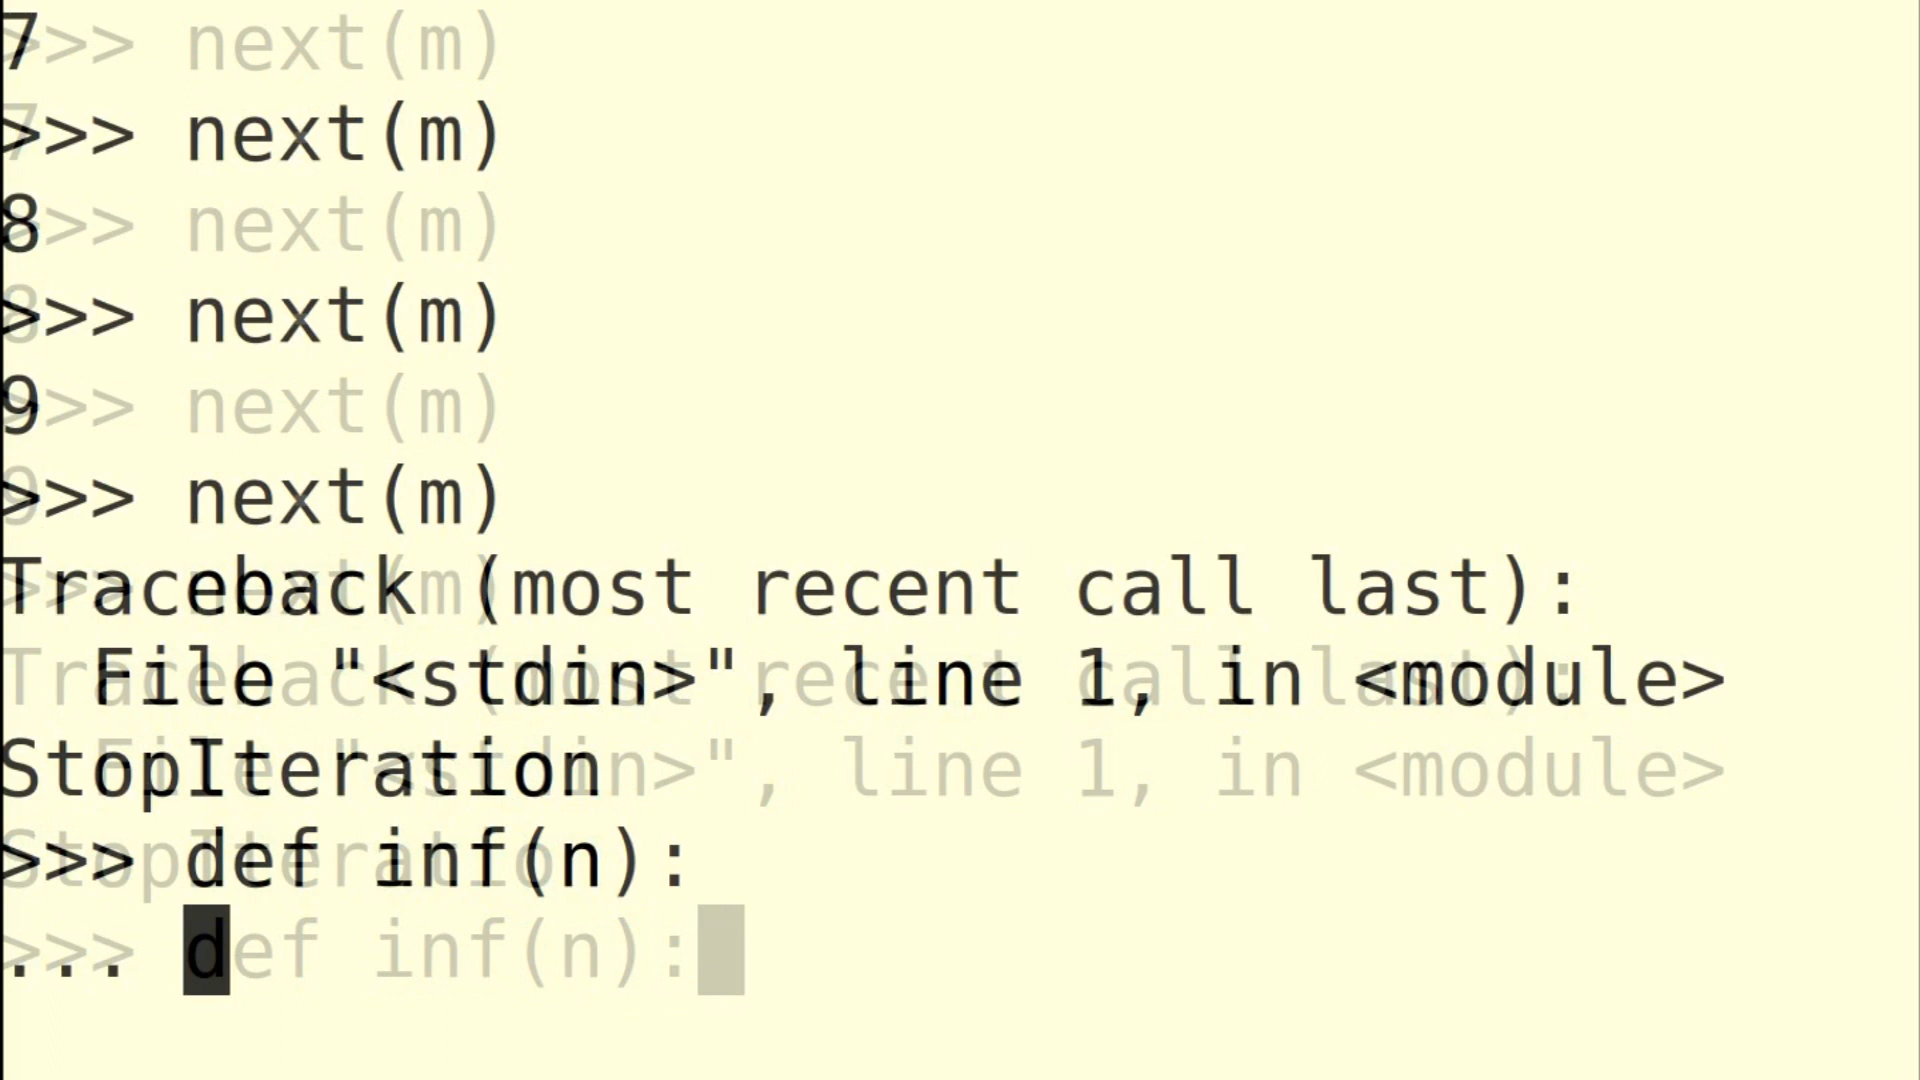 7
>>> next(m)
8
>>> next(m)
9
>>> next(m)
Traceback (most recent call last):
  File "<stdin>", line 1, in <module>
StopIteration
>>> def inf(n):
...